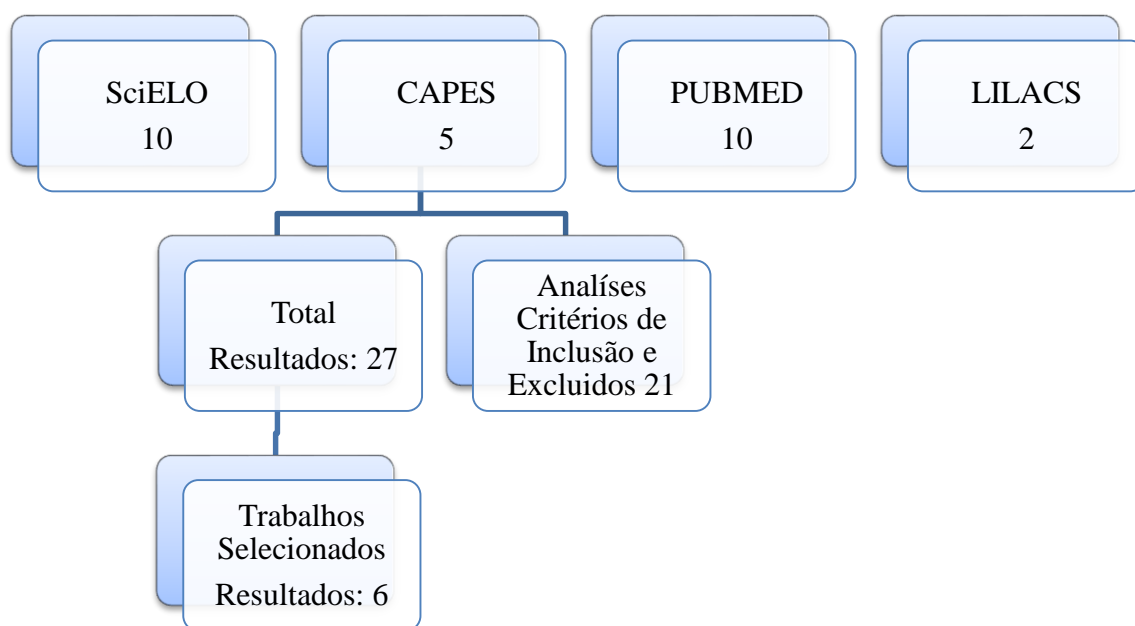 SciELO
10
CAPES
5
PUBMED
10
LILACS
2
Total
Resultados: 27
Analíses
Critérios de
Inclusão e
Excluidos 21
Trabalhos
Selecionados
Resultados: 6